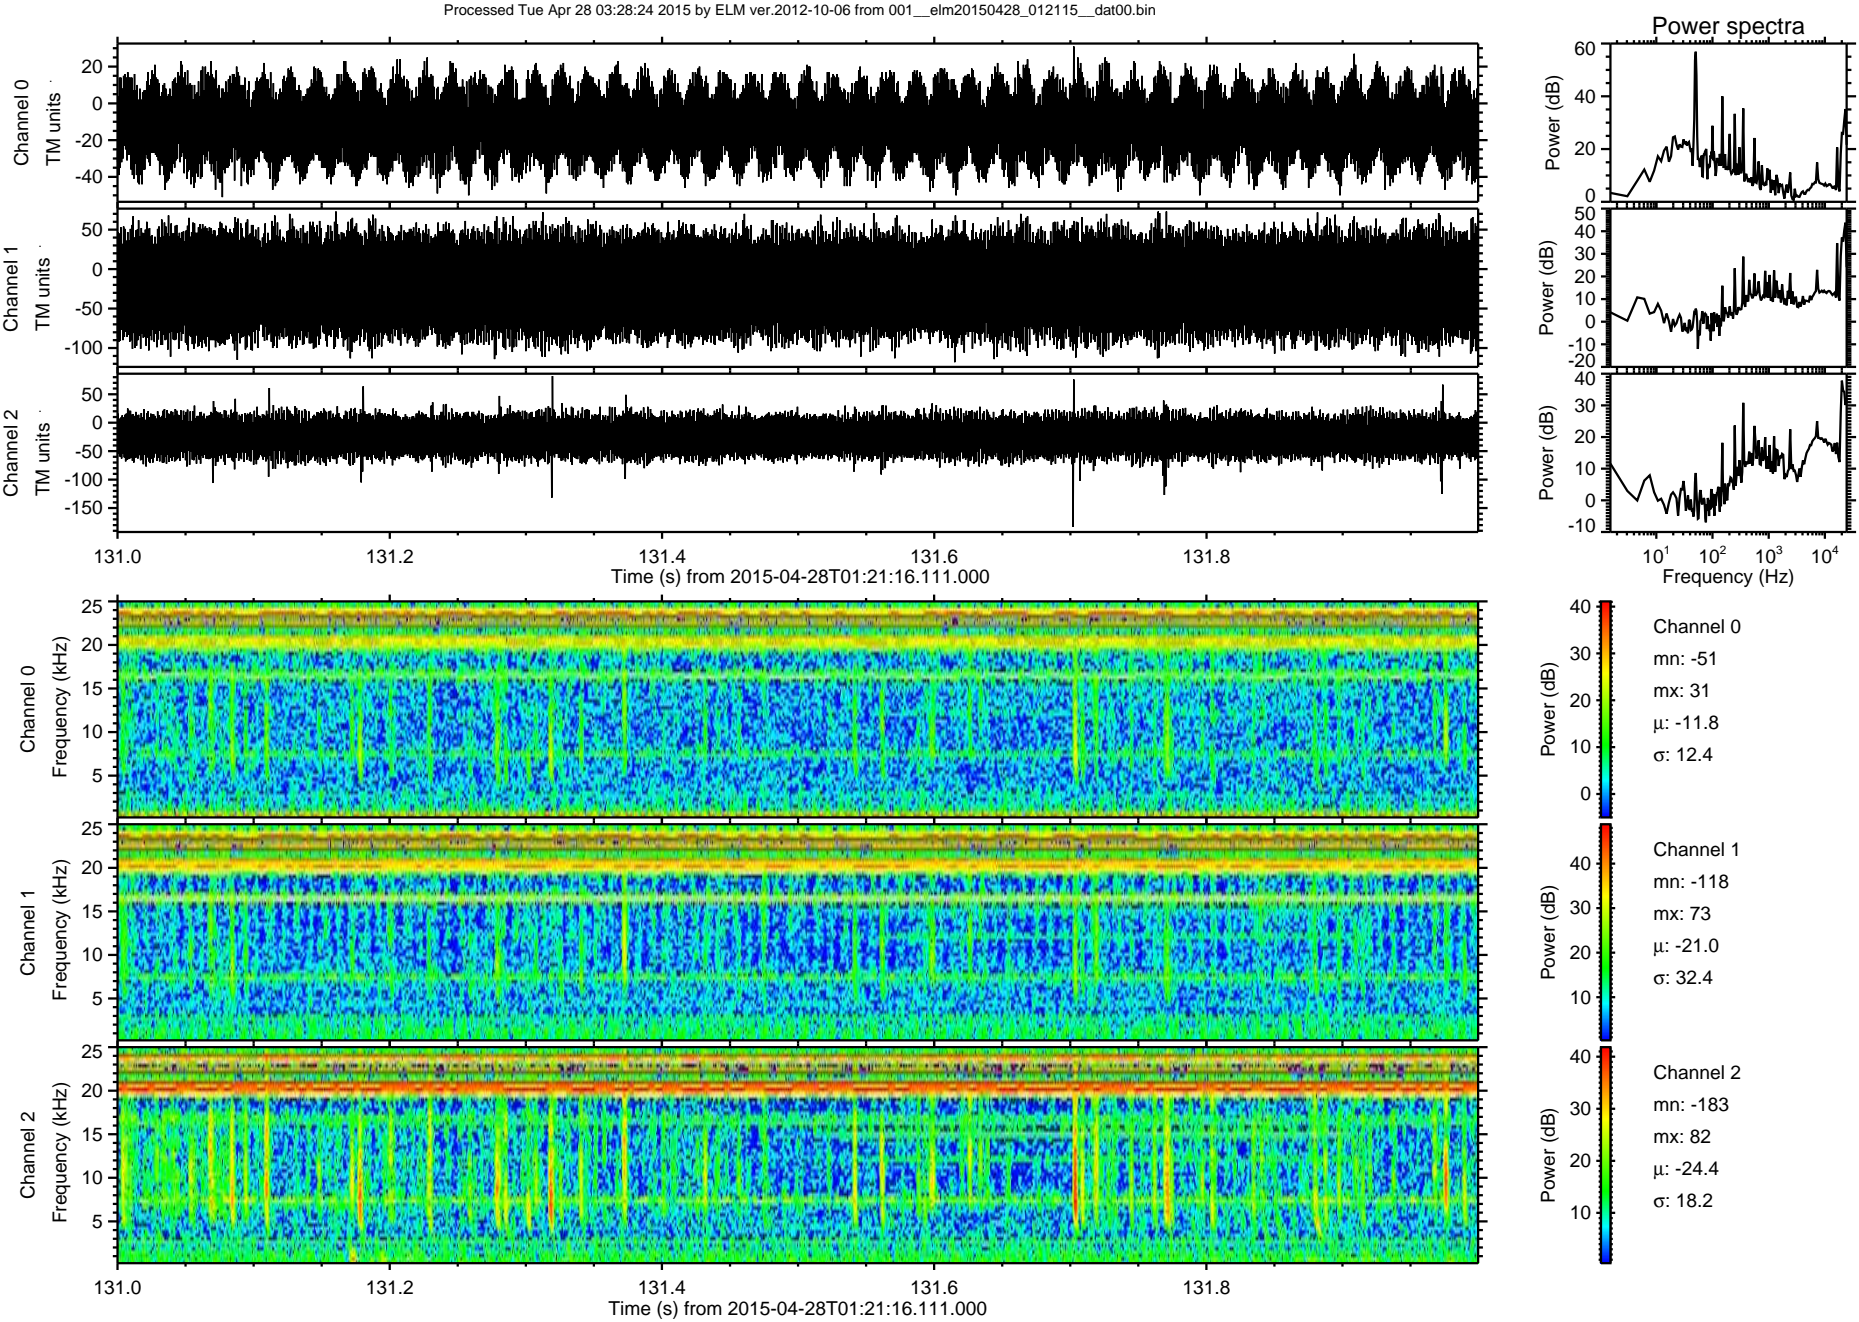 Processed Tue Apr 28 03:28:24 2015 by ELM ver.2012-10-06 from 001__elm20150428_012115__dat00.bin
Power spectra
Channel 0
TM units
20
0
-20
-40
Power (dB)
60
40
20
0
Channel 1
TM units
50
0
-50
-100
Power (dB)
50
40
30
20
10
0
-10
-20
Channel 2
TM units
50
0
-50
-100
-150
Power (dB)
40
30
20
10
0
-10
131.0 131.2 131.4 131.6 131.8
Time (s) from 2015-04-28T01:21:16.111.000
10^1 10^2 10^3 10^4
Frequency (Hz)
Channel 0
Frequency (kHz)
25
20
15
10
5
Power (dB)
40
30
20
10
0
Channel 0
mn: -51
mx: 31
μ: -11.8
σ: 12.4
Channel 1
Frequency (kHz)
25
20
15
10
5
Power (dB)
40
30
20
10
Channel 1
mn: -118
mx: 73
μ: -21.0
σ: 32.4
Channel 2
Frequency (kHz)
25
20
15
10
5
Power (dB)
40
30
20
10
Channel 2
mn: -183
mx: 82
μ: -24.4
σ: 18.2
131.0 131.2 131.4 131.6 131.8
Time (s) from 2015-04-28T01:21:16.111.000